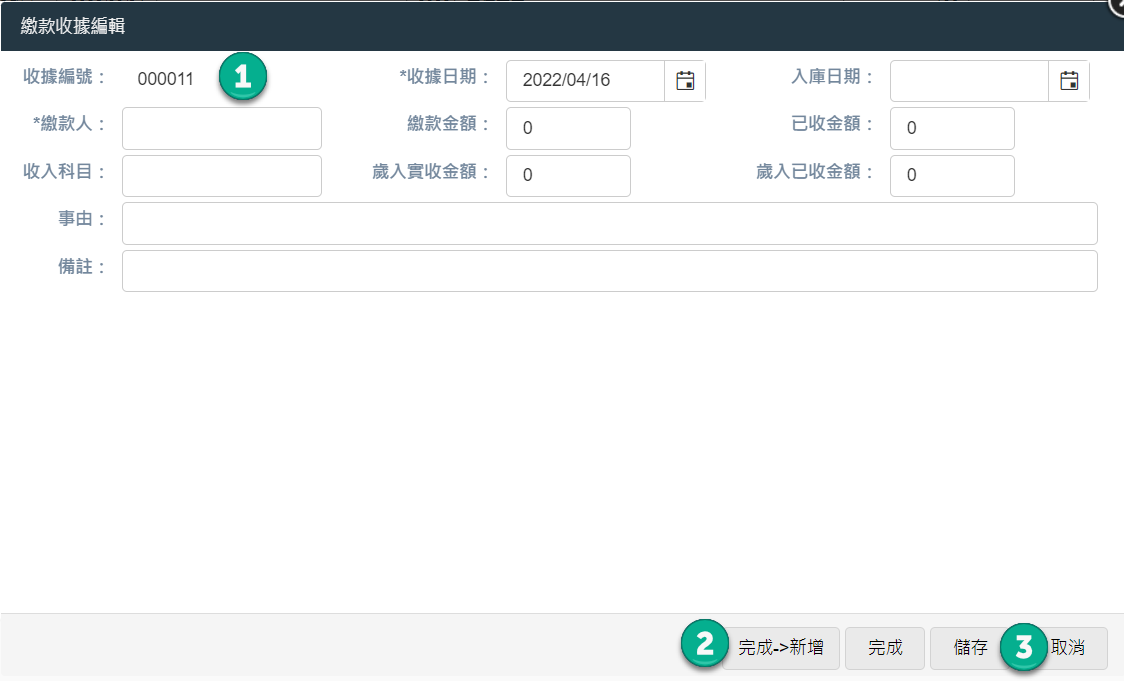 繳款收據編輯
收據編號： 000011 1 *收據日期： 2022/04/16 入庫日期：
*繳款人： 繳款金額： 0 已收金額： 0
收入科目： 歲入實收金額： 0 歲入已收金額： 0
事由：
備註：
2 完成->新增 完成 儲存 3 取消